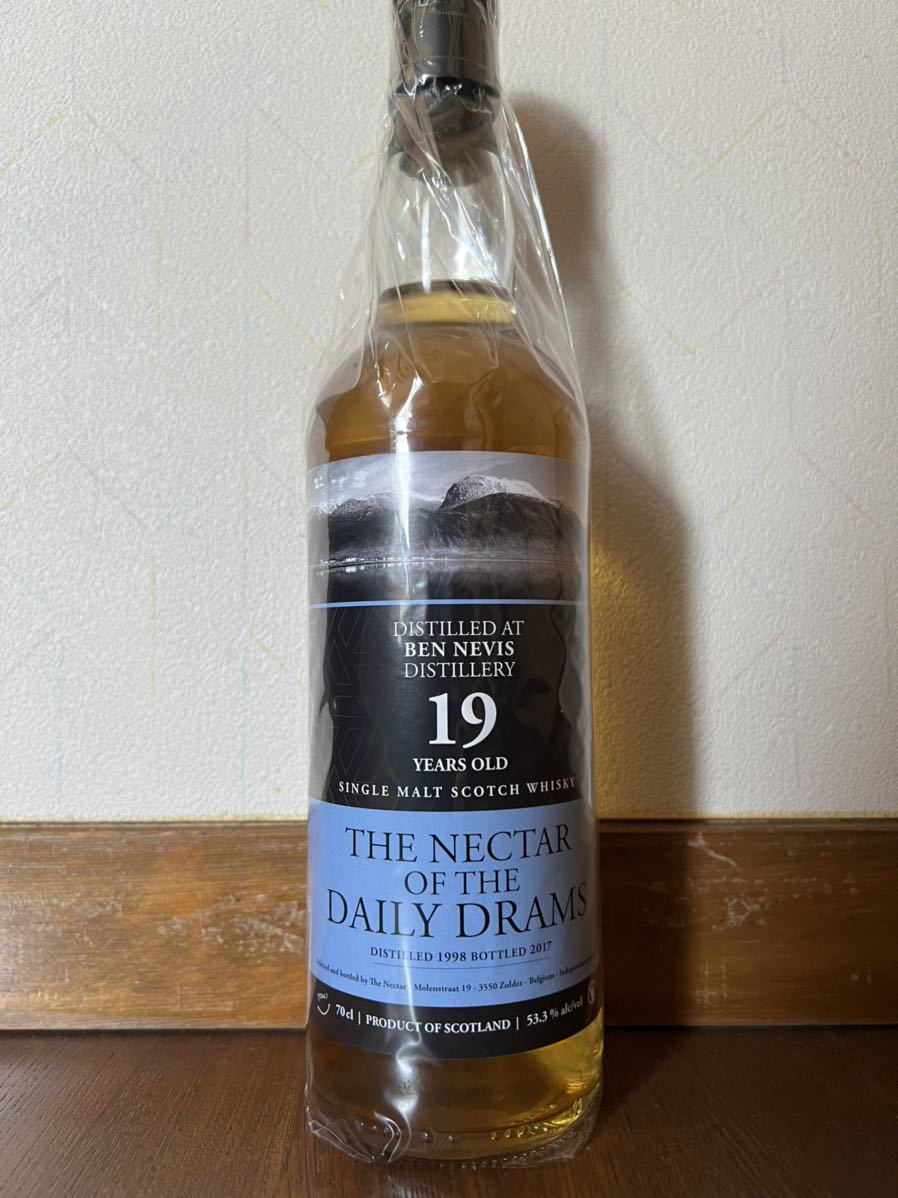 DISTILLED AT
BEN NEVIS
DISTILLERY
19
YEARS OLD
SINGLE MALT SCOTCH WHISKY
THE NECTAR
OF THE
DAILY DRAMS
DISTILLED 1998 BOTTLED 2017
and bottled by The Nectar - Molenstraat 19 - 3550 Zolder - Belgium - Independent
70cl | PRODUCT OF SCOTLAND | 53.3 % alc/vol